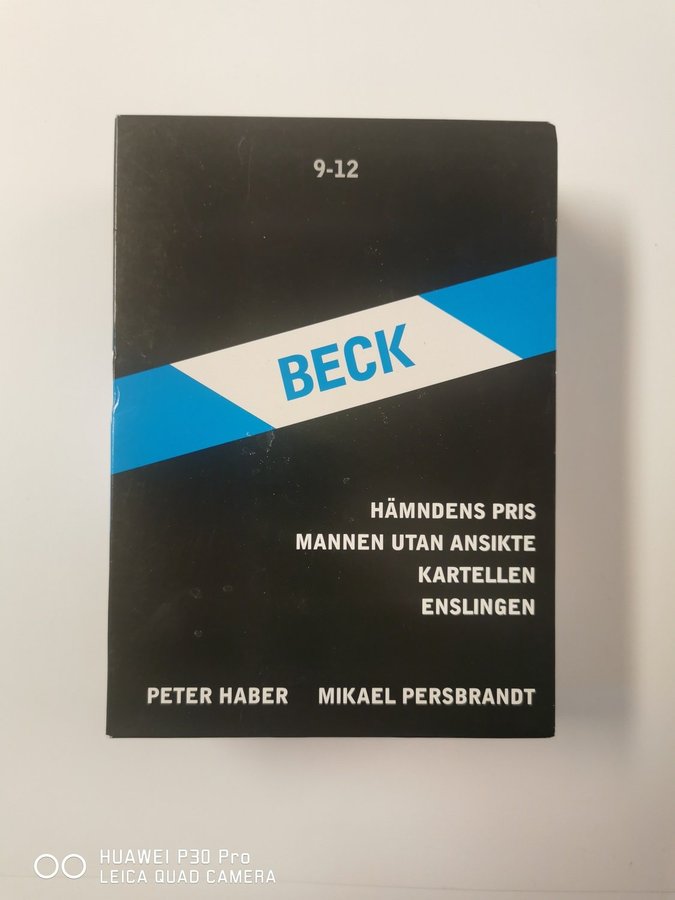 9-12
BECK
HÄMNDENS PRIS
MANNEN UTAN ANSIKTE
KARTELLEN
ENSLINGEN
PETER HABER MIKAEL PERSBRANDT
HUAWEI P30 Pro
LEICA QUAD CAMERA